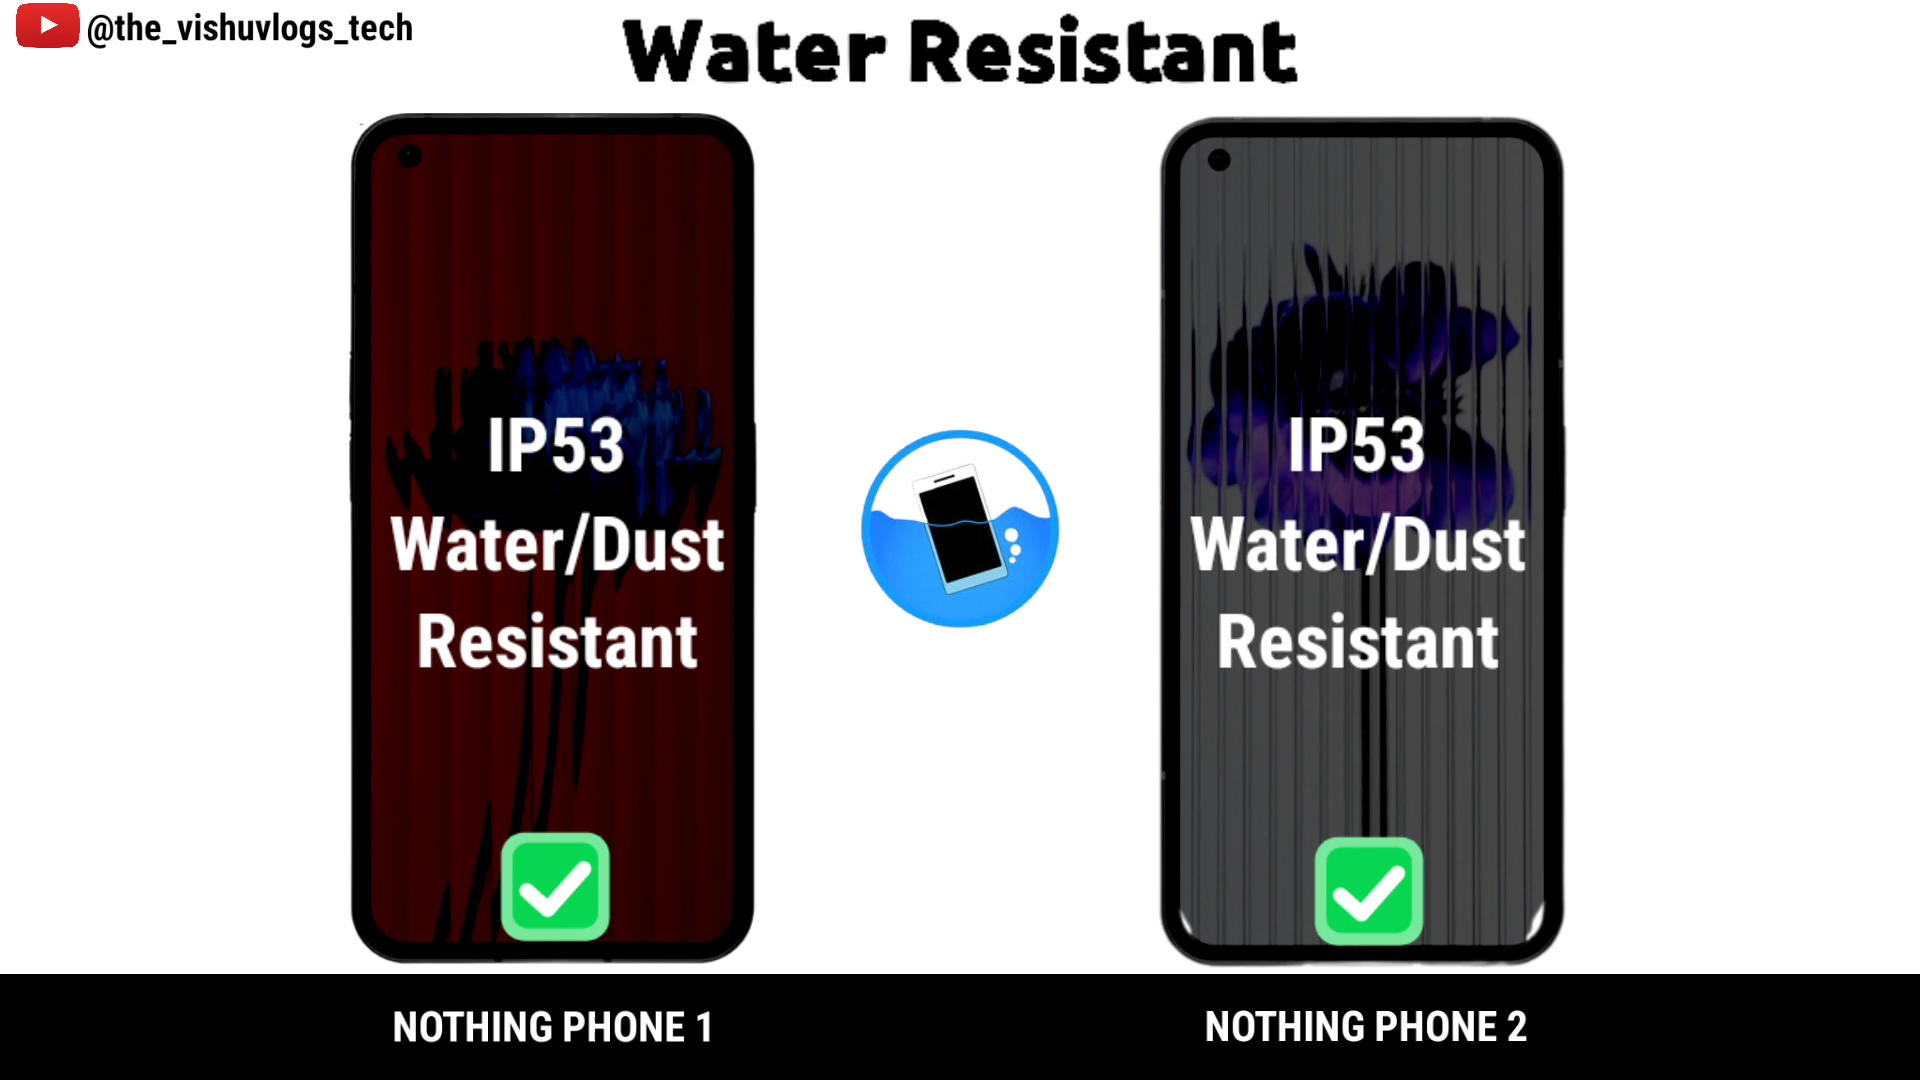 @the_vishuvlogs_tech
Water Resistant
IP53
Water/Dust
Resistant
IP53
Water/Dust
Resistant
NOTHING PHONE 1
NOTHING PHONE 2